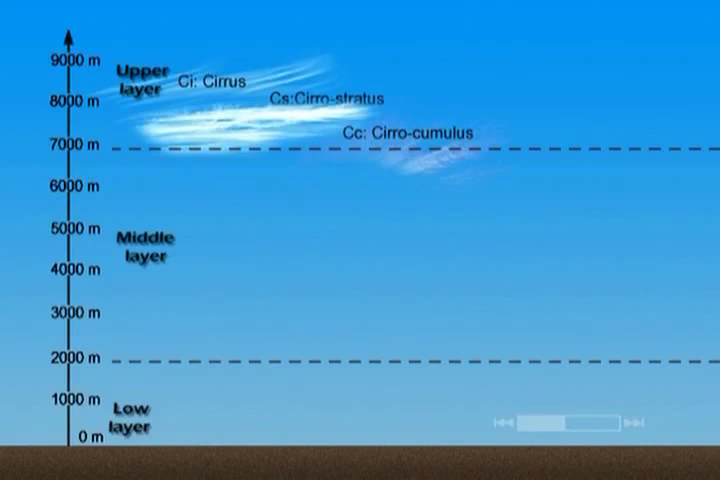 9000 m
Upper
layer
Ci: Cirrus
8000 m
Cs:Cirro-stratus
Cc: Cirro-cumulus
7000 m
6000 m
5000 m
Middle
layer
4000 m
3000 m
2000 m
1000 m
Low
layer
0 m